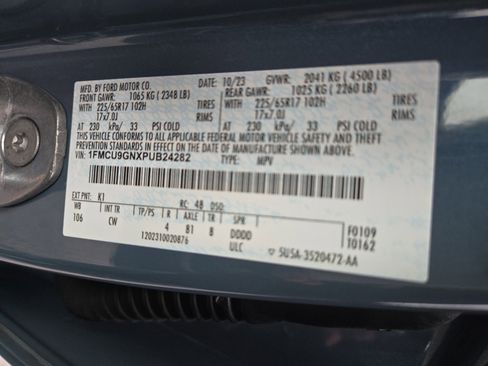 MFD. BY FORD MOTOR CO.
DATE: 10/23 GVWR: 2041 KG ( 4500 LB)
FRONT GAWR: 1065 KG ( 2348 LB) REAR GAWR: 1025 KG ( 2260 LB)
WITH 225/65R17 102H TIRES WITH 225/65R17 102H TIRES
17x7.0J RIMS 17x7.0J RIMS
AT 230 kPa/ 33 PSI COLD AT 230 kPa/ 33 PSI COLD
THIS VEHICLE CONFORMS TO ALL APPLICABLE FEDERAL MOTOR VEHICLE SAFETY AND THEFT
PREVENTION STANDARDS IN EFFECT ON THE DATE OF MANUFACTURE SHOWN ABOVE.
VIN: 1FMCU9GNXPUB24282 TYPE: MPV
EXT PNT: K1 RC: 48 DSO:
WB INT TR TP/PS R AXLE TR SPR
106 CW 4 B1 B DDDD
1202310020876 ULC
F0109
T0162
5U5A-3520472-AA